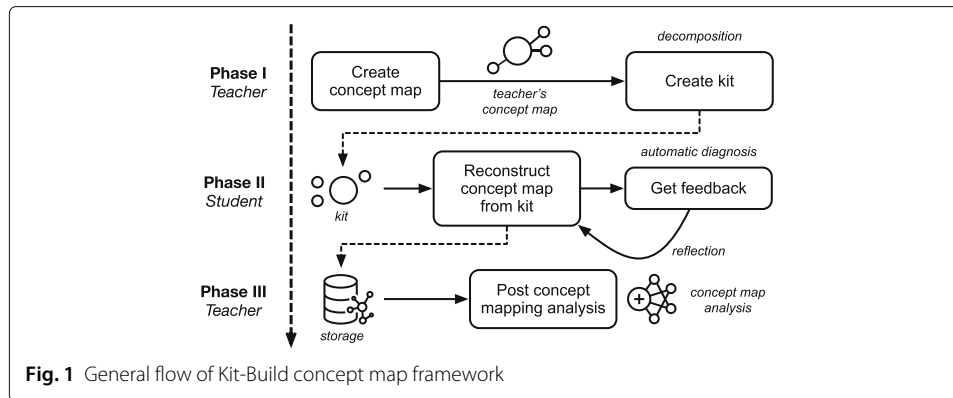 decomposition
Phase I
Teacher
Create
concept map
teacher's
concept map
Create kit
automatic diagnosis
Phase II
Student
kit
Reconstruct
concept map
from kit
Get feedback
reflection
Phase III
Teacher
storage
Post concept
mapping analysis
concept map
analysis
Fig. 1 General flow of Kit-Build concept map framework